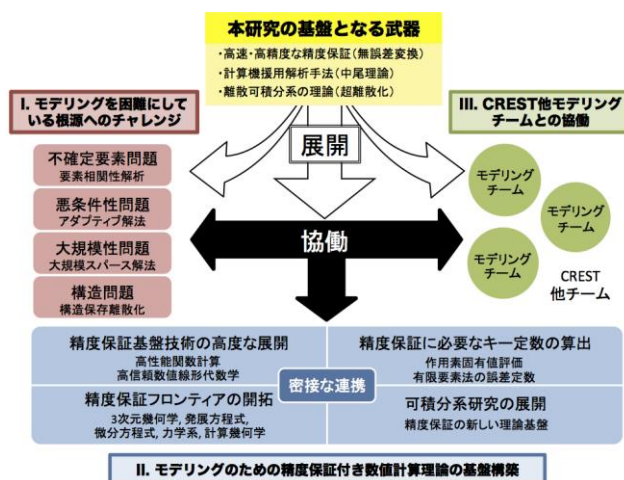 本研究の基盤となる武器
・高速・高精度な精度保証(無誤差変換)
・計算機援用解析手法(中尾理論)
・離散可積分系の理論(超離散化)
I. モデリングを困難にして
いる根源へのチャレンジ
III. CREST他モデリング
チームとの協働
展開
不確定要素問題
要素相関性解析
悪条件性問題
アダプティブ解法
大規模性問題
大規模スパース解法
構造問題
構造保存離散化
協働
モデリング
チーム
モデリング
チーム
モデリング
チーム
CREST
他チーム
精度保証基盤技術の高度な展開
高性能関数計算
高信頼数値線形代数学
精度保証に必要なキー定数の算出
作用素固有値評価
有限要素法の誤差定数
密接な連携
精度保証フロンティアの開拓
3次元幾何学, 発展方程式,
微分方程式, 力学系, 計算幾何学
可積分系研究の展開
精度保証の新しい理論基盤
II. モデリングのための精度保証付き数値計算理論の基盤構築